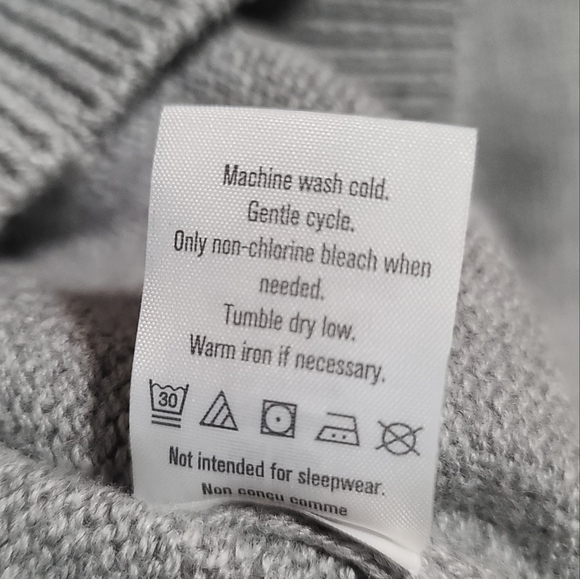 Machine wash cold.
Gentle cycle.
Only non-chlorine bleach when
needed.
Tumble dry low.
Warm iron if necessary.
30
Not intended for sleepwear.
Non conçu comme